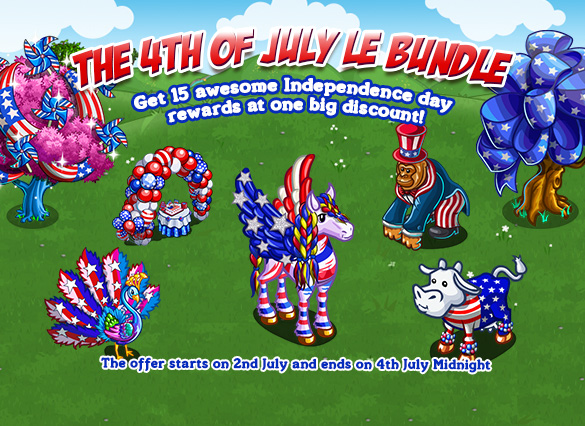 THE 4TH OF JULY LE BUNDLE
Get 15 awesome Independence day
rewards at one big discount!
The offer starts on 2nd July and ends on 4th July Midnight